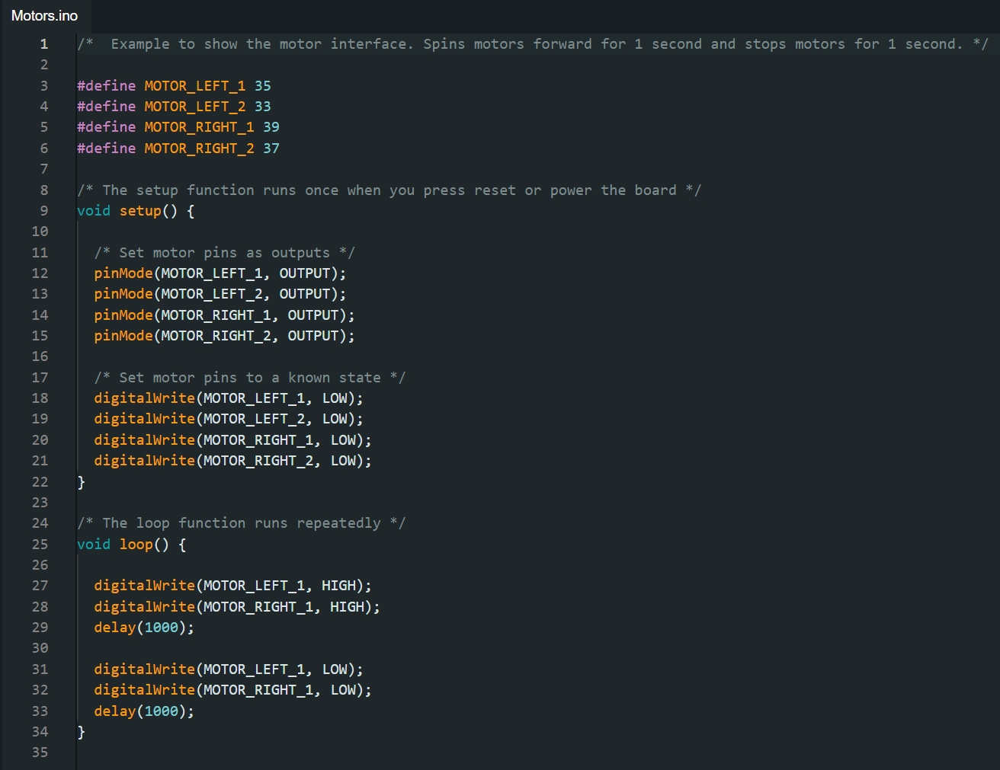 Motors.ino
1 /*  Example to show the motor interface. Spins motors forward for 1 second and stops motors for 1 second. */
2
3 #define MOTOR_LEFT_1 35
4 #define MOTOR_LEFT_2 33
5 #define MOTOR_RIGHT_1 39
6 #define MOTOR_RIGHT_2 37
7
8 /* The setup function runs once when you press reset or power the board */
9 void setup() {
10
11   /* Set motor pins as outputs */
12   pinMode(MOTOR_LEFT_1, OUTPUT);
13   pinMode(MOTOR_LEFT_2, OUTPUT);
14   pinMode(MOTOR_RIGHT_1, OUTPUT);
15   pinMode(MOTOR_RIGHT_2, OUTPUT);
16
17   /* Set motor pins to a known state */
18   digitalWrite(MOTOR_LEFT_1, LOW);
19   digitalWrite(MOTOR_LEFT_2, LOW);
20   digitalWrite(MOTOR_RIGHT_1, LOW);
21   digitalWrite(MOTOR_RIGHT_2, LOW);
22 }
23
24 /* The loop function runs repeatedly */
25 void loop() {
26
27   digitalWrite(MOTOR_LEFT_1, HIGH);
28   digitalWrite(MOTOR_RIGHT_1, HIGH);
29   delay(1000);
30
31   digitalWrite(MOTOR_LEFT_1, LOW);
32   digitalWrite(MOTOR_RIGHT_1, LOW);
33   delay(1000);
34 }
35